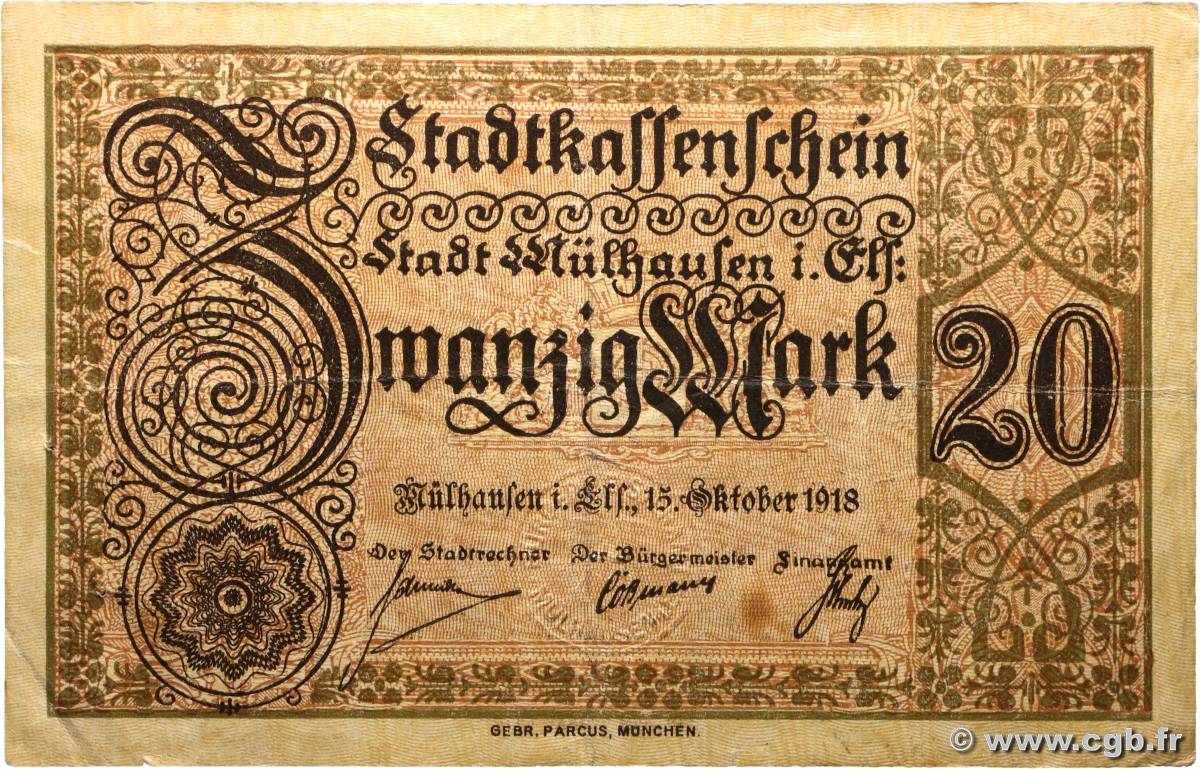 Stadtkassenschein
Stadt Mülhausen i. Els:
Zwanzig Mark
20
Mülhausen i. Els., 15. Oktober 1918
Der Stadtrechner Der Bürgermeister Finanzamt
GEBR. PARCUS, MÜNCHEN.
© www.cgb.fr